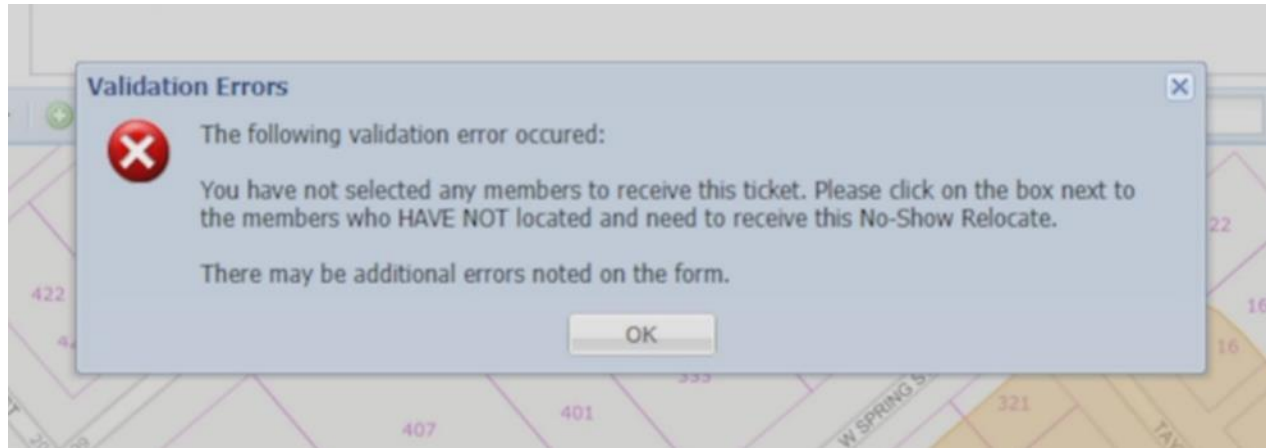 Validation Errors
The following validation error occured:
You have not selected any members to receive this ticket. Please click on the box next to
the members who HAVE NOT located and need to receive this No-Show Relocate.
There may be additional errors noted on the form.
OK
22
422
16
16
333
W SPRING S
321
401
407